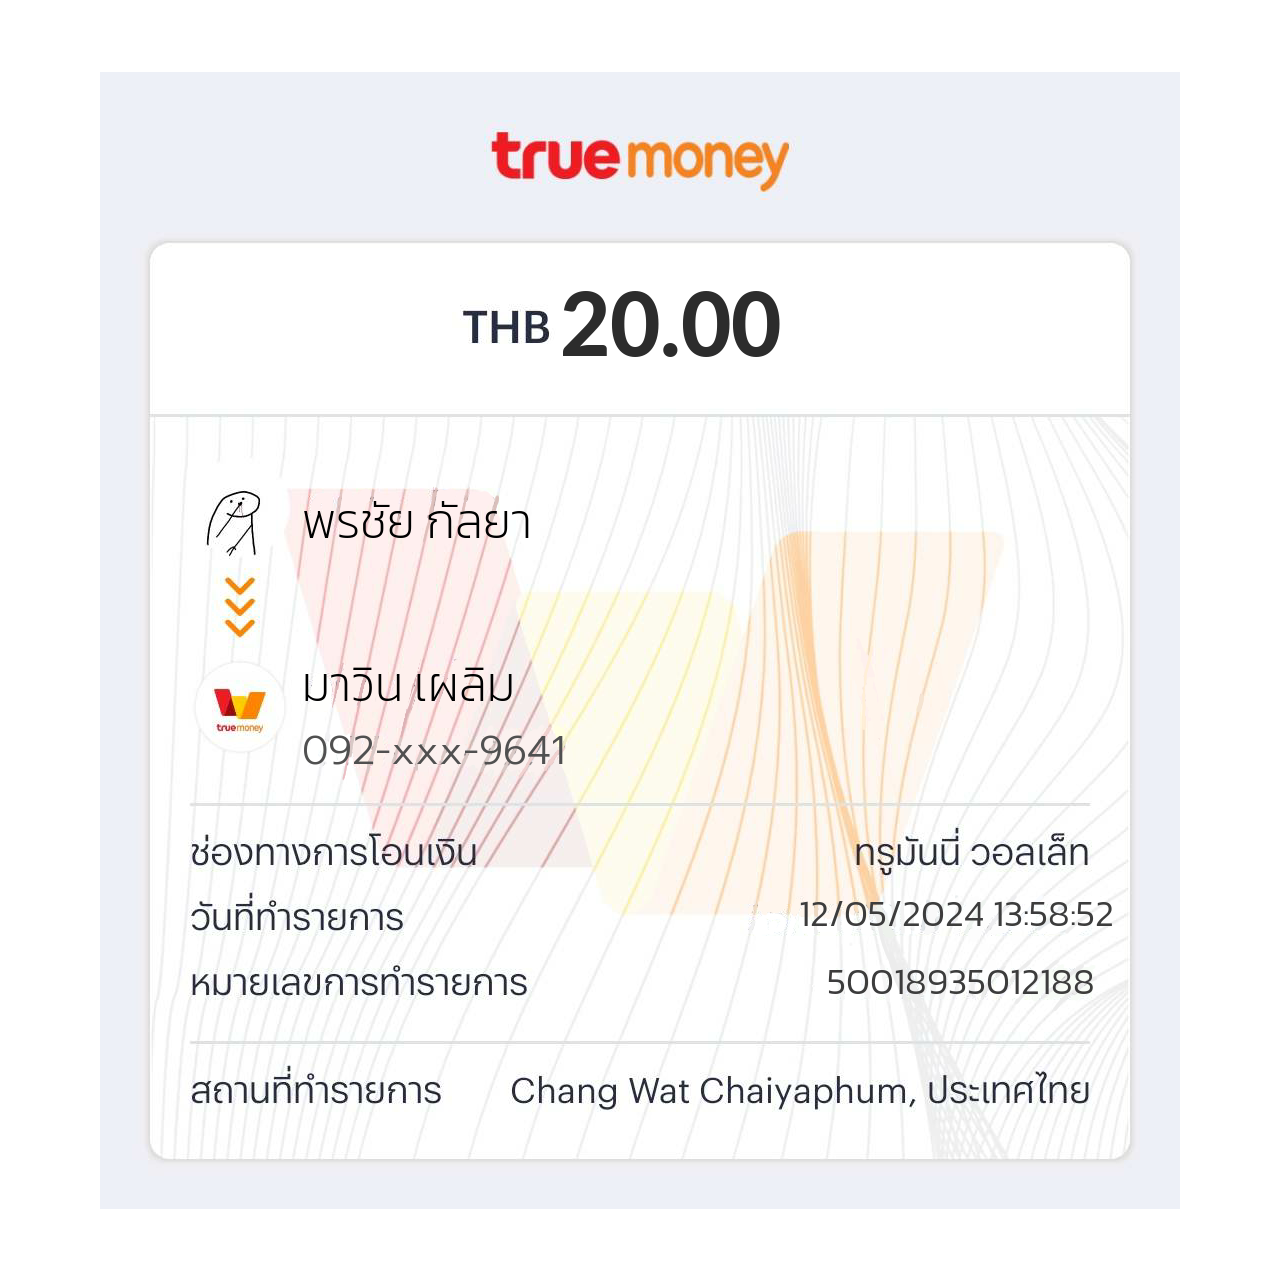 truemoney
THB 20.00
พรชัย กัลยา
มาวิน เผลิม
truemoney
092-xxx-9641
ช่องทางการโอนเงิน ทรูมันนี่ วอลเล็ท
วันที่ทำรายการ 12/05/2024 13:58:52
หมายเลขการทำรายการ 50018935012188
สถานที่ทำรายการ Chang Wat Chaiyaphum, ประเทศไทย